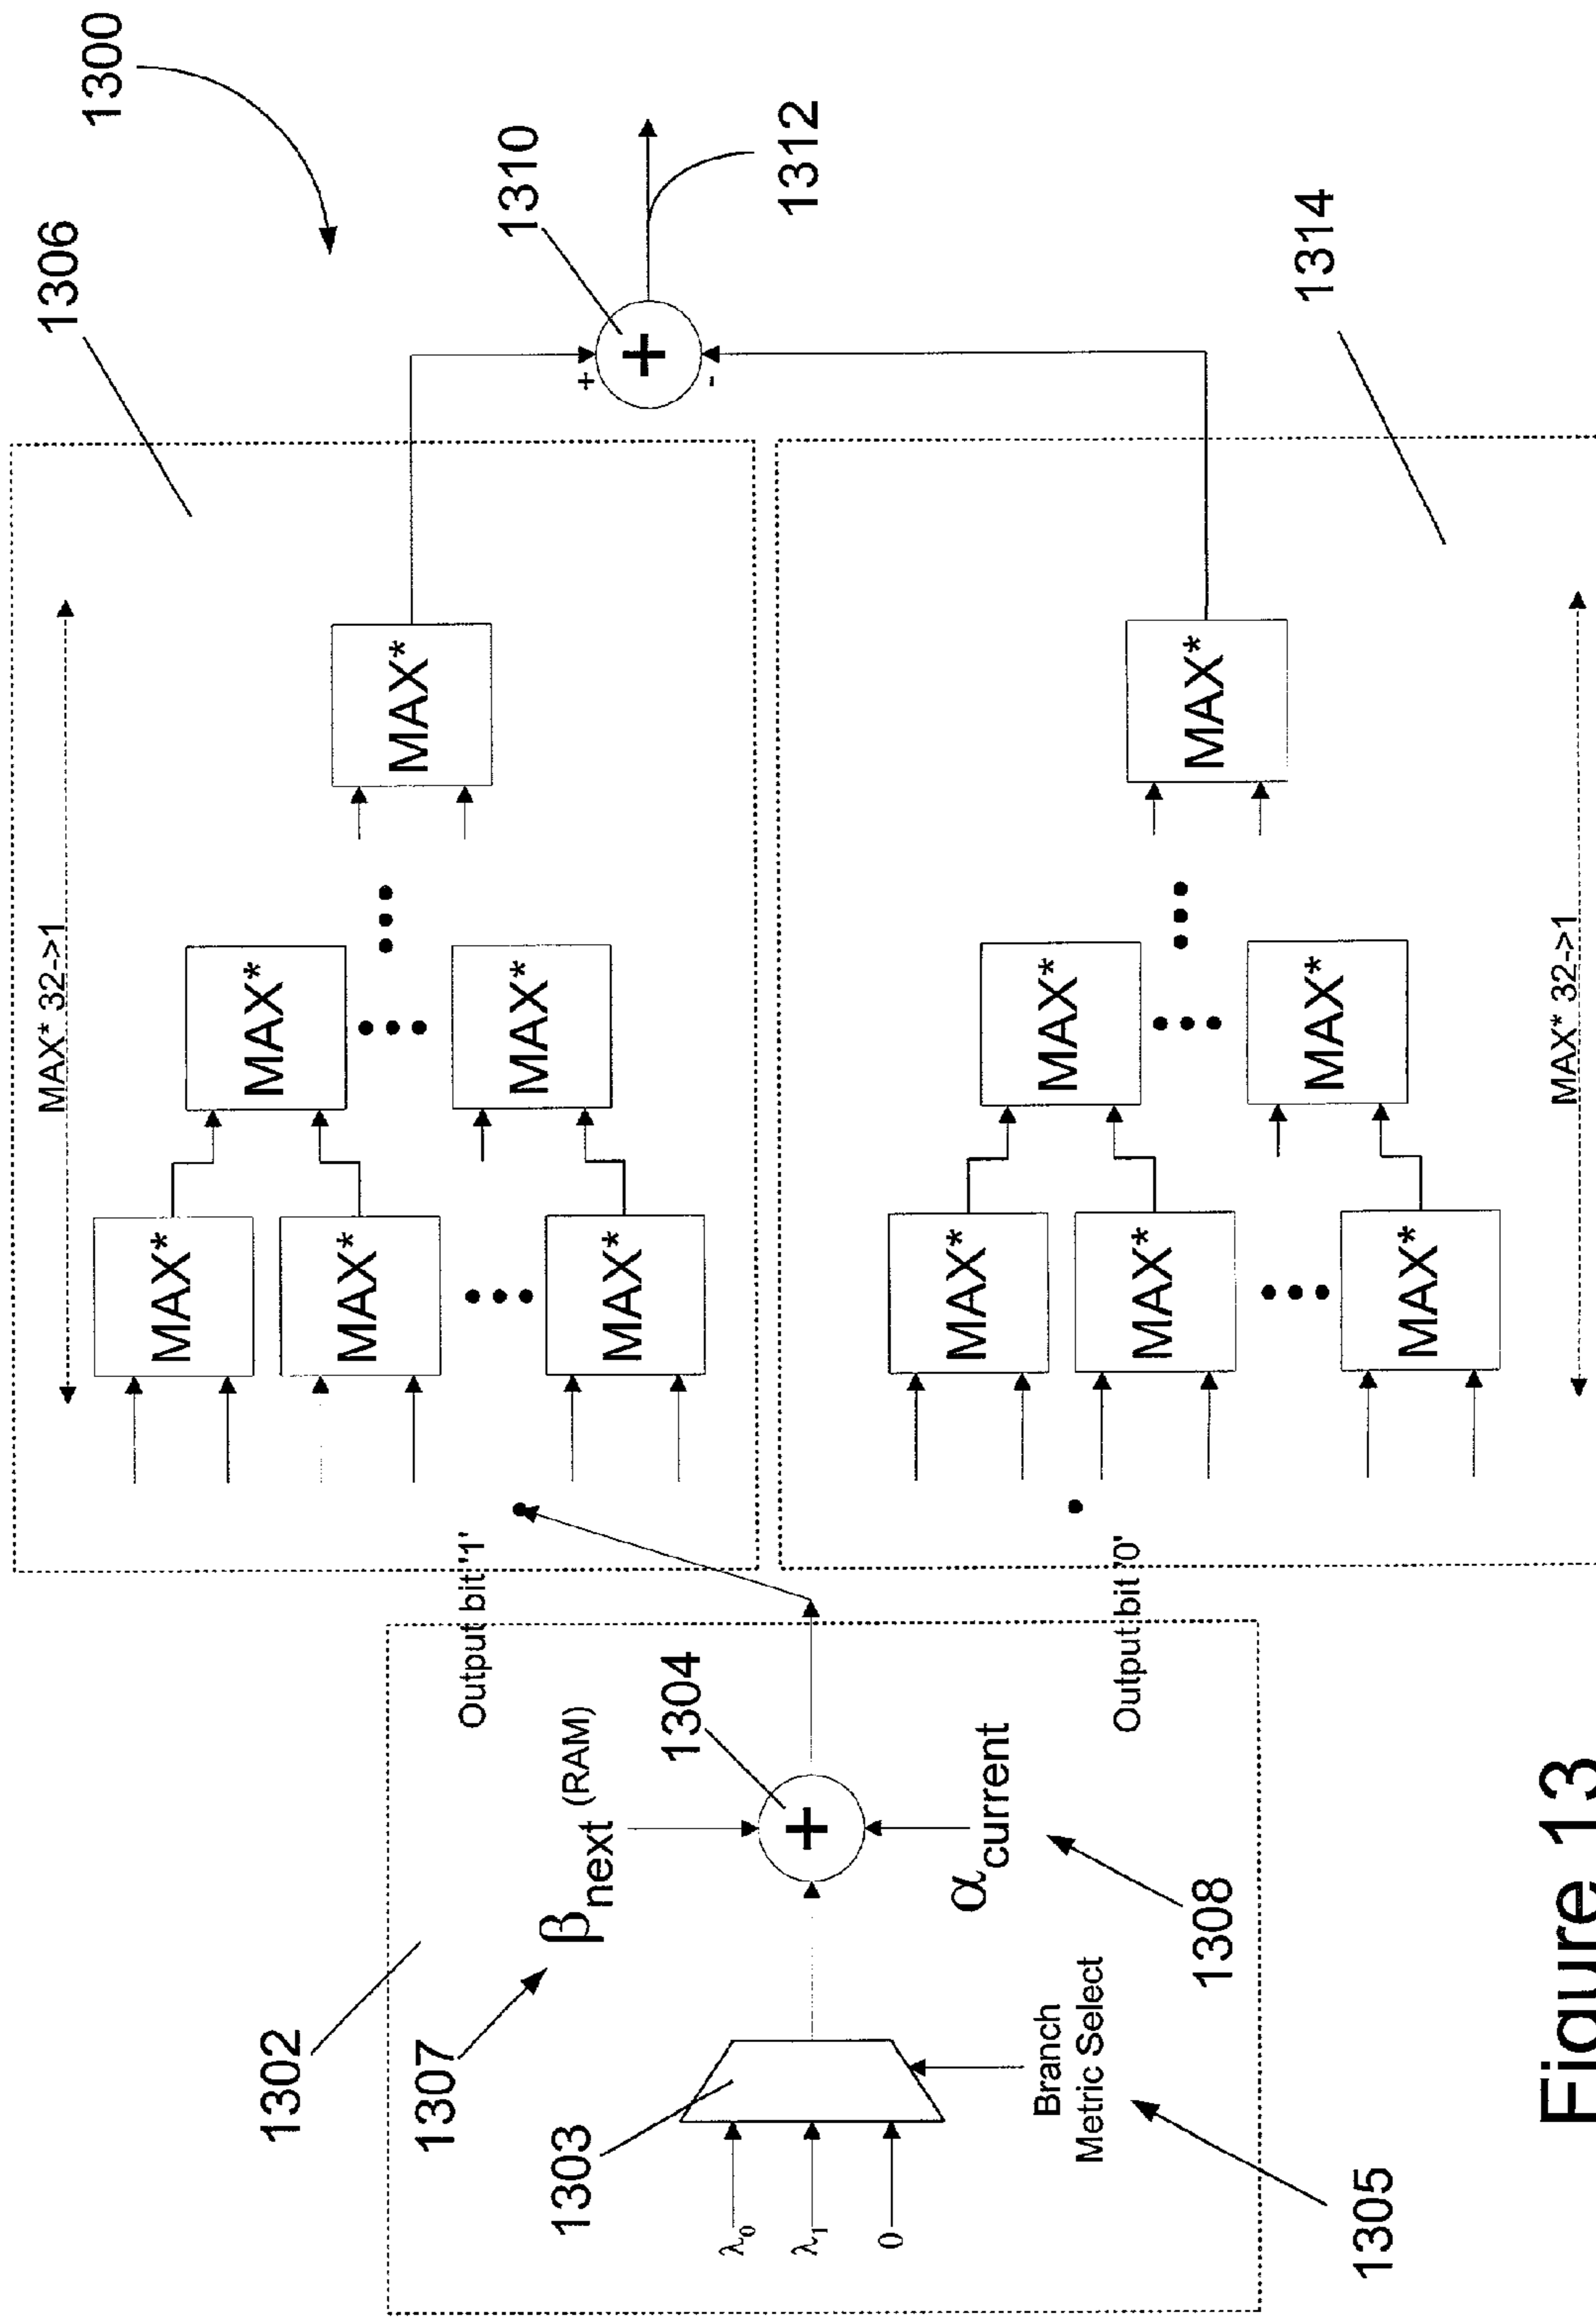 1300
1306
1310
1312
1314
MAX* 32->1
MAX*
MAX*
MAX*
MAX*
MAX*
MAX*
+
+
-
MAX* 32->1
MAX*
MAX*
MAX*
MAX*
MAX*
MAX*
Output bit '1'
Output bit '0'
1302
1307
βnext (RAM)
1304
+
αcurrent
1308
1303
λ0
λ1
0
Branch
Metric Select
1305
Figure 13